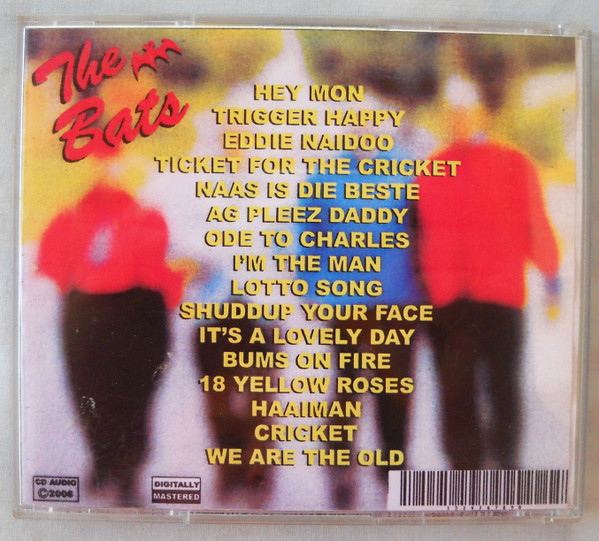 The
Bats
HEY MON
TRIGGER HAPPY
EDDIE NAIDOO
TICKET FOR THE CRICKET
NAAS IS DIE BESTE
AG PLEEZ DADDY
ODE TO CHARLES
I'M THE MAN
LOTTO SONG
SHUDDUP YOUR FACE
IT'S A LOVELY DAY
BUMS ON FIRE
18 YELLOW ROSES
HAAIMAN
CRICKET
WE ARE THE OLD
CD AUDIO
©2006
DIGITALLY
MASTERED